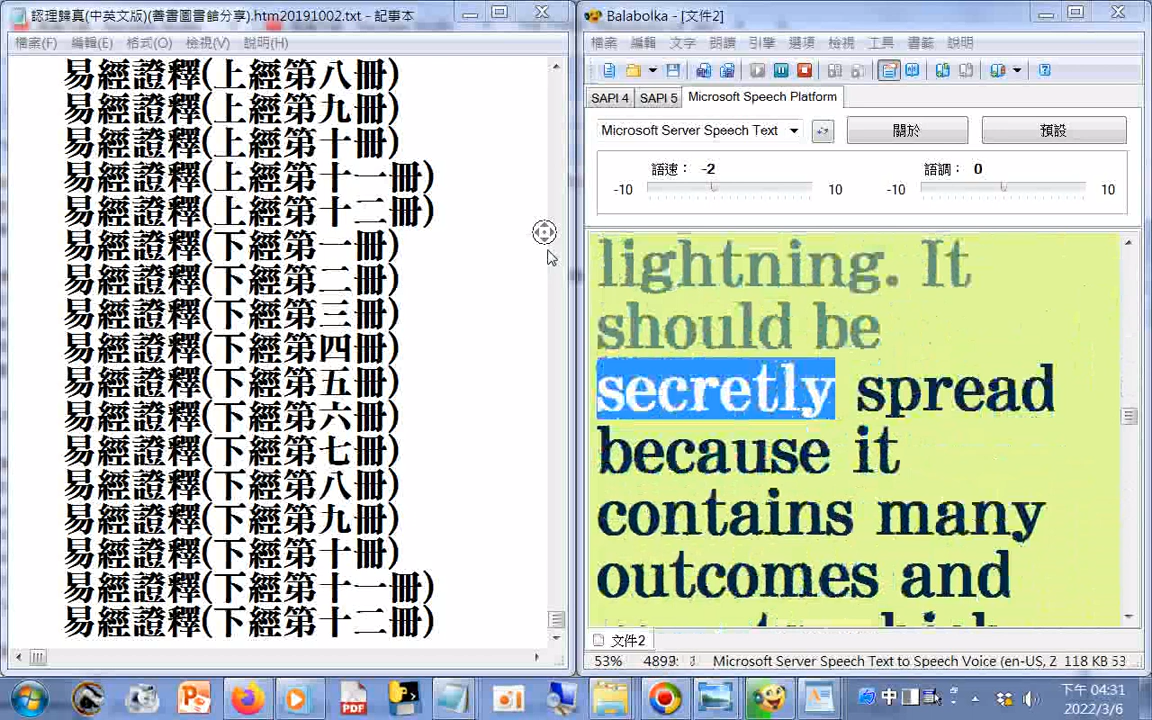 認理歸真(中英文版)(善書圖書館分享).htm20191002.txt - 記事本
檔案(F) 編輯(E) 格式(O) 檢視(V) 說明(H)
易經證釋(上經第八冊)
易經證釋(上經第九冊)
易經證釋(上經第十冊)
易經證釋(上經第十一冊)
易經證釋(上經第十二冊)
易經證釋(下經第一冊)
易經證釋(下經第二冊)
易經證釋(下經第三冊)
易經證釋(下經第四冊)
易經證釋(下經第五冊)
易經證釋(下經第六冊)
易經證釋(下經第七冊)
易經證釋(下經第八冊)
易經證釋(下經第九冊)
易經證釋(下經第十冊)
易經證釋(下經第十一冊)
易經證釋(下經第十二冊)
Balabolka - [文件2]
檔案 編輯 文字 朗讀 引擎 選項 檢視 工具 書籤 說明
SAPI 4 SAPI 5 Microsoft Speech Platform
Microsoft Server Speech Text 關於 預設
語速： -2 語調： 0
-10 10 -10 10
lightning. It
should be
secretly spread
because it
contains many
outcomes and
文件2
53% 4893: Microsoft Server Speech Text to Speech Voice (en-US, Z 118 KB 53
PDF 中 下午 04:31
2022/3/6